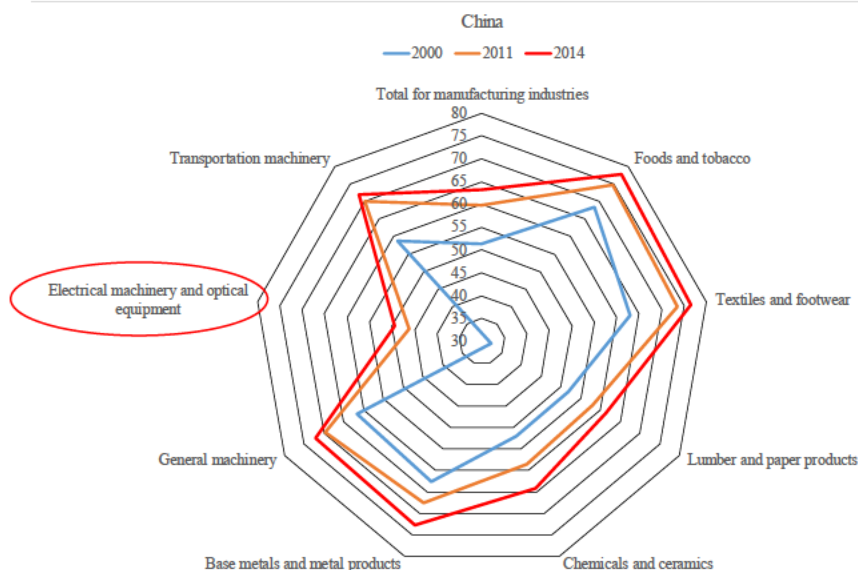 China
2000 2011 2014
Total for manufacturing industries
80
75
70
65
60
55
50
45
40
35
30
Transportation machinery
Foods and tobacco
Electrical machinery and optical
equipment
Textiles and footwear
General machinery
Lumber and paper products
Base metals and metal products
Chemicals and ceramics